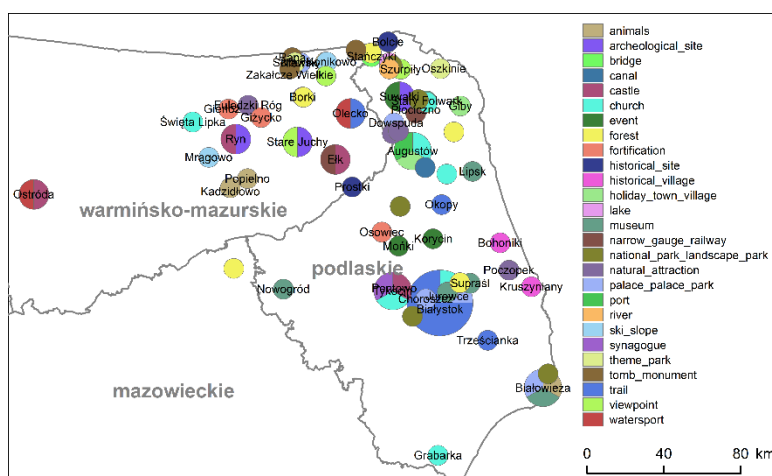 Rolcie
Stańczyki
Zakałcze Wielkie
Szurpiły
Oszkinie
Borki
Suwałki
Stary Folwark
Płociczno
Giby
Giżycko
Święta Lipka
Olecko
Dowspuda
Ryn
Stare Juchy
Augustów
Ełk
Mrągowo
Lipsk
Popielno
Kadzidłowo
Prostki
Ostróda
Okopy
warmińsko-mazurskie
Osowiec
Korycin
Mońki
Bohoniki
podlaskie
Poczopek
Supraśl
Kruszyniany
Nowogród
Pentowo
Tykocin
Choroszcz
Jurowce
Białystok
Trześcianka
mazowieckie
Białowieża
Grabarka
animals
archeological_site
bridge
canal
castle
church
event
forest
fortification
historical_site
historical_village
holiday_town_village
lake
museum
narrow_gauge_railway
national_park_landscape_park
natural_attraction
palace_palace_park
port
river
ski_slope
synagogue
theme_park
tomb_monument
trail
viewpoint
watersport
0 40 80 km